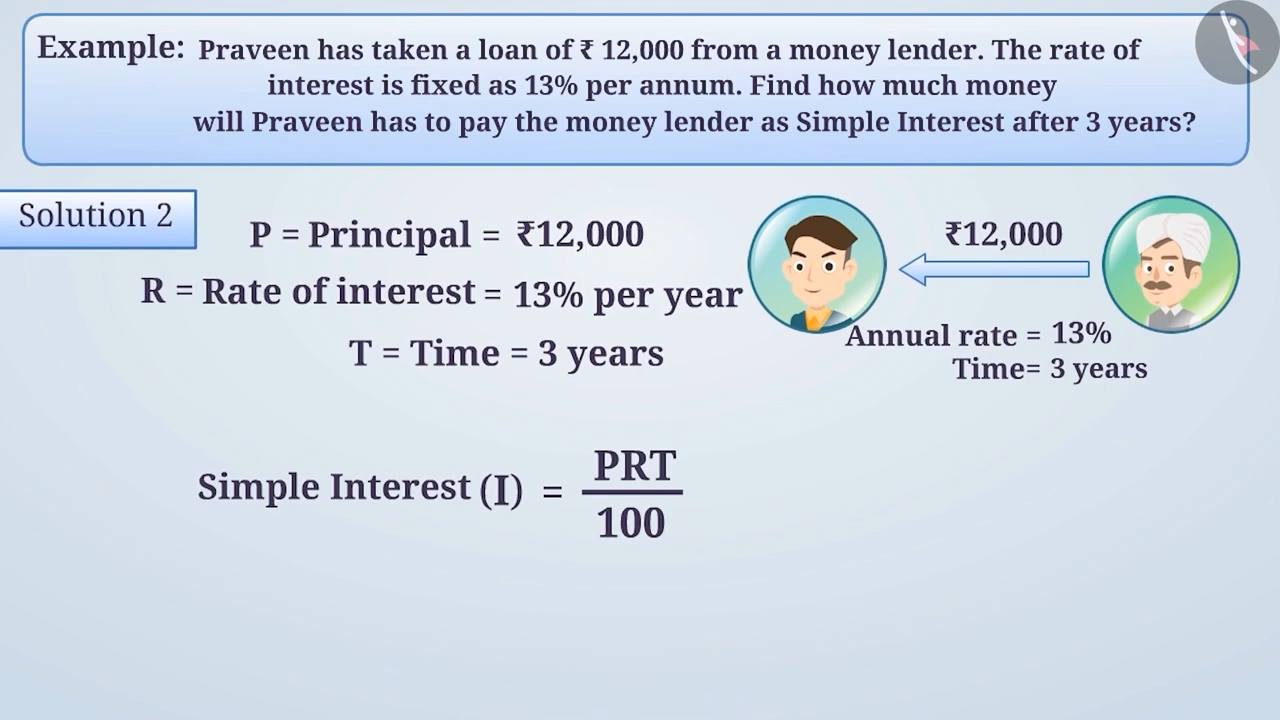 Example: Praveen has taken a loan of ₹ 12,000 from a money lender. The rate of
interest is fixed as 13% per annum. Find how much money
will Praveen has to pay the money lender as Simple Interest after 3 years?
Solution 2
P = Principal = ₹12,000
R = Rate of interest = 13% per year
T = Time = 3 years
₹12,000
Annual rate = 13%
Time= 3 years
Simple Interest (I) = PRT
100